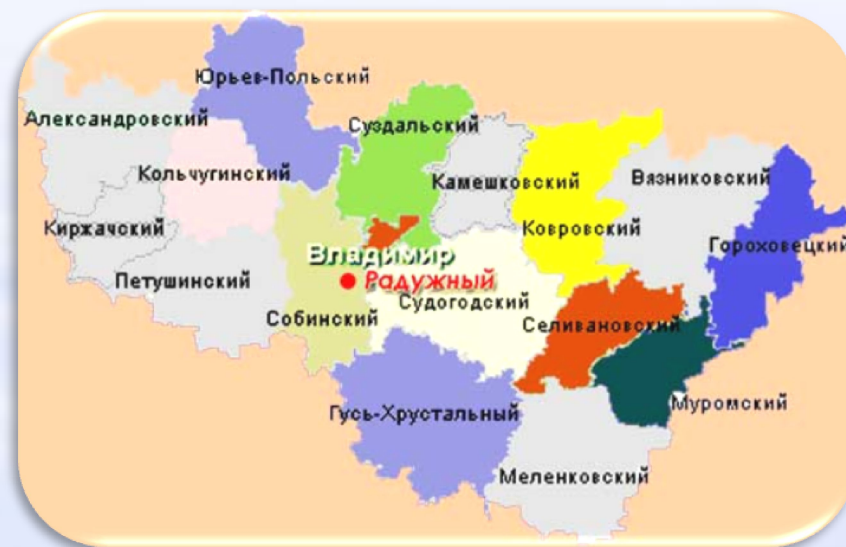 Юрьев-Польский
Александровский
Суздальский
Кольчугинский
Камешковский
Вязниковский
Киржачский
Ковровский
Гороховецкий
Владимир
Петушинский
Радужный
Судогодский
Собинский
Селивановский
Гусь-Хрустальный
Муромский
Меленковский